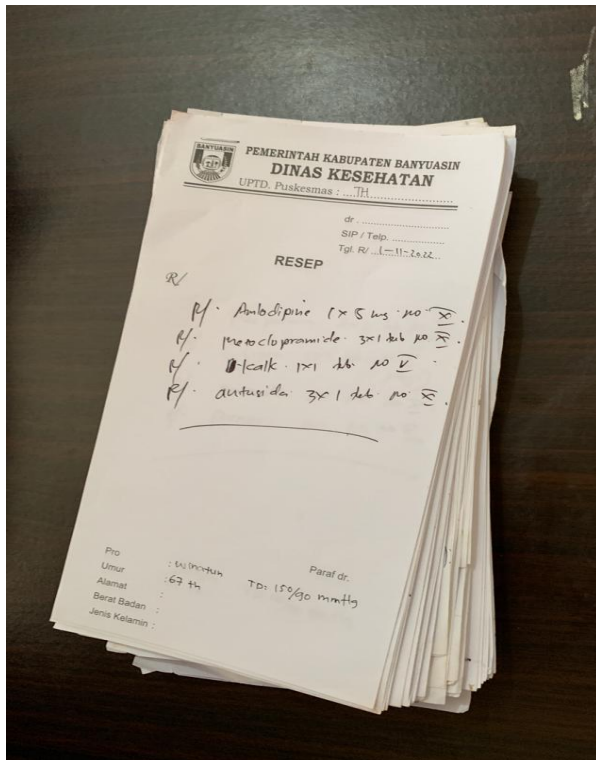 BANYUASIN
PEMERINTAH KABUPATEN BANYUASIN
DINAS KESEHATAN
UPTD. Puskesmas : ....TH....
dr ....................
SIP / Telp. ..............
Tgl. R/ ..1-11-2022..
RESEP
R/
R/. Amlodipine 1x5 mg no X.
R/. metoclopramide. 3x1 tab no X.
R/. kalk. 1x1 tab. no V
R/. antasida 3x1 tab no X.
Pro :
Umur : 67 th
Alamat :
Berat Badan :
Jenis Kelamin :
Paraf dr.
TD: 150/90 mmHg